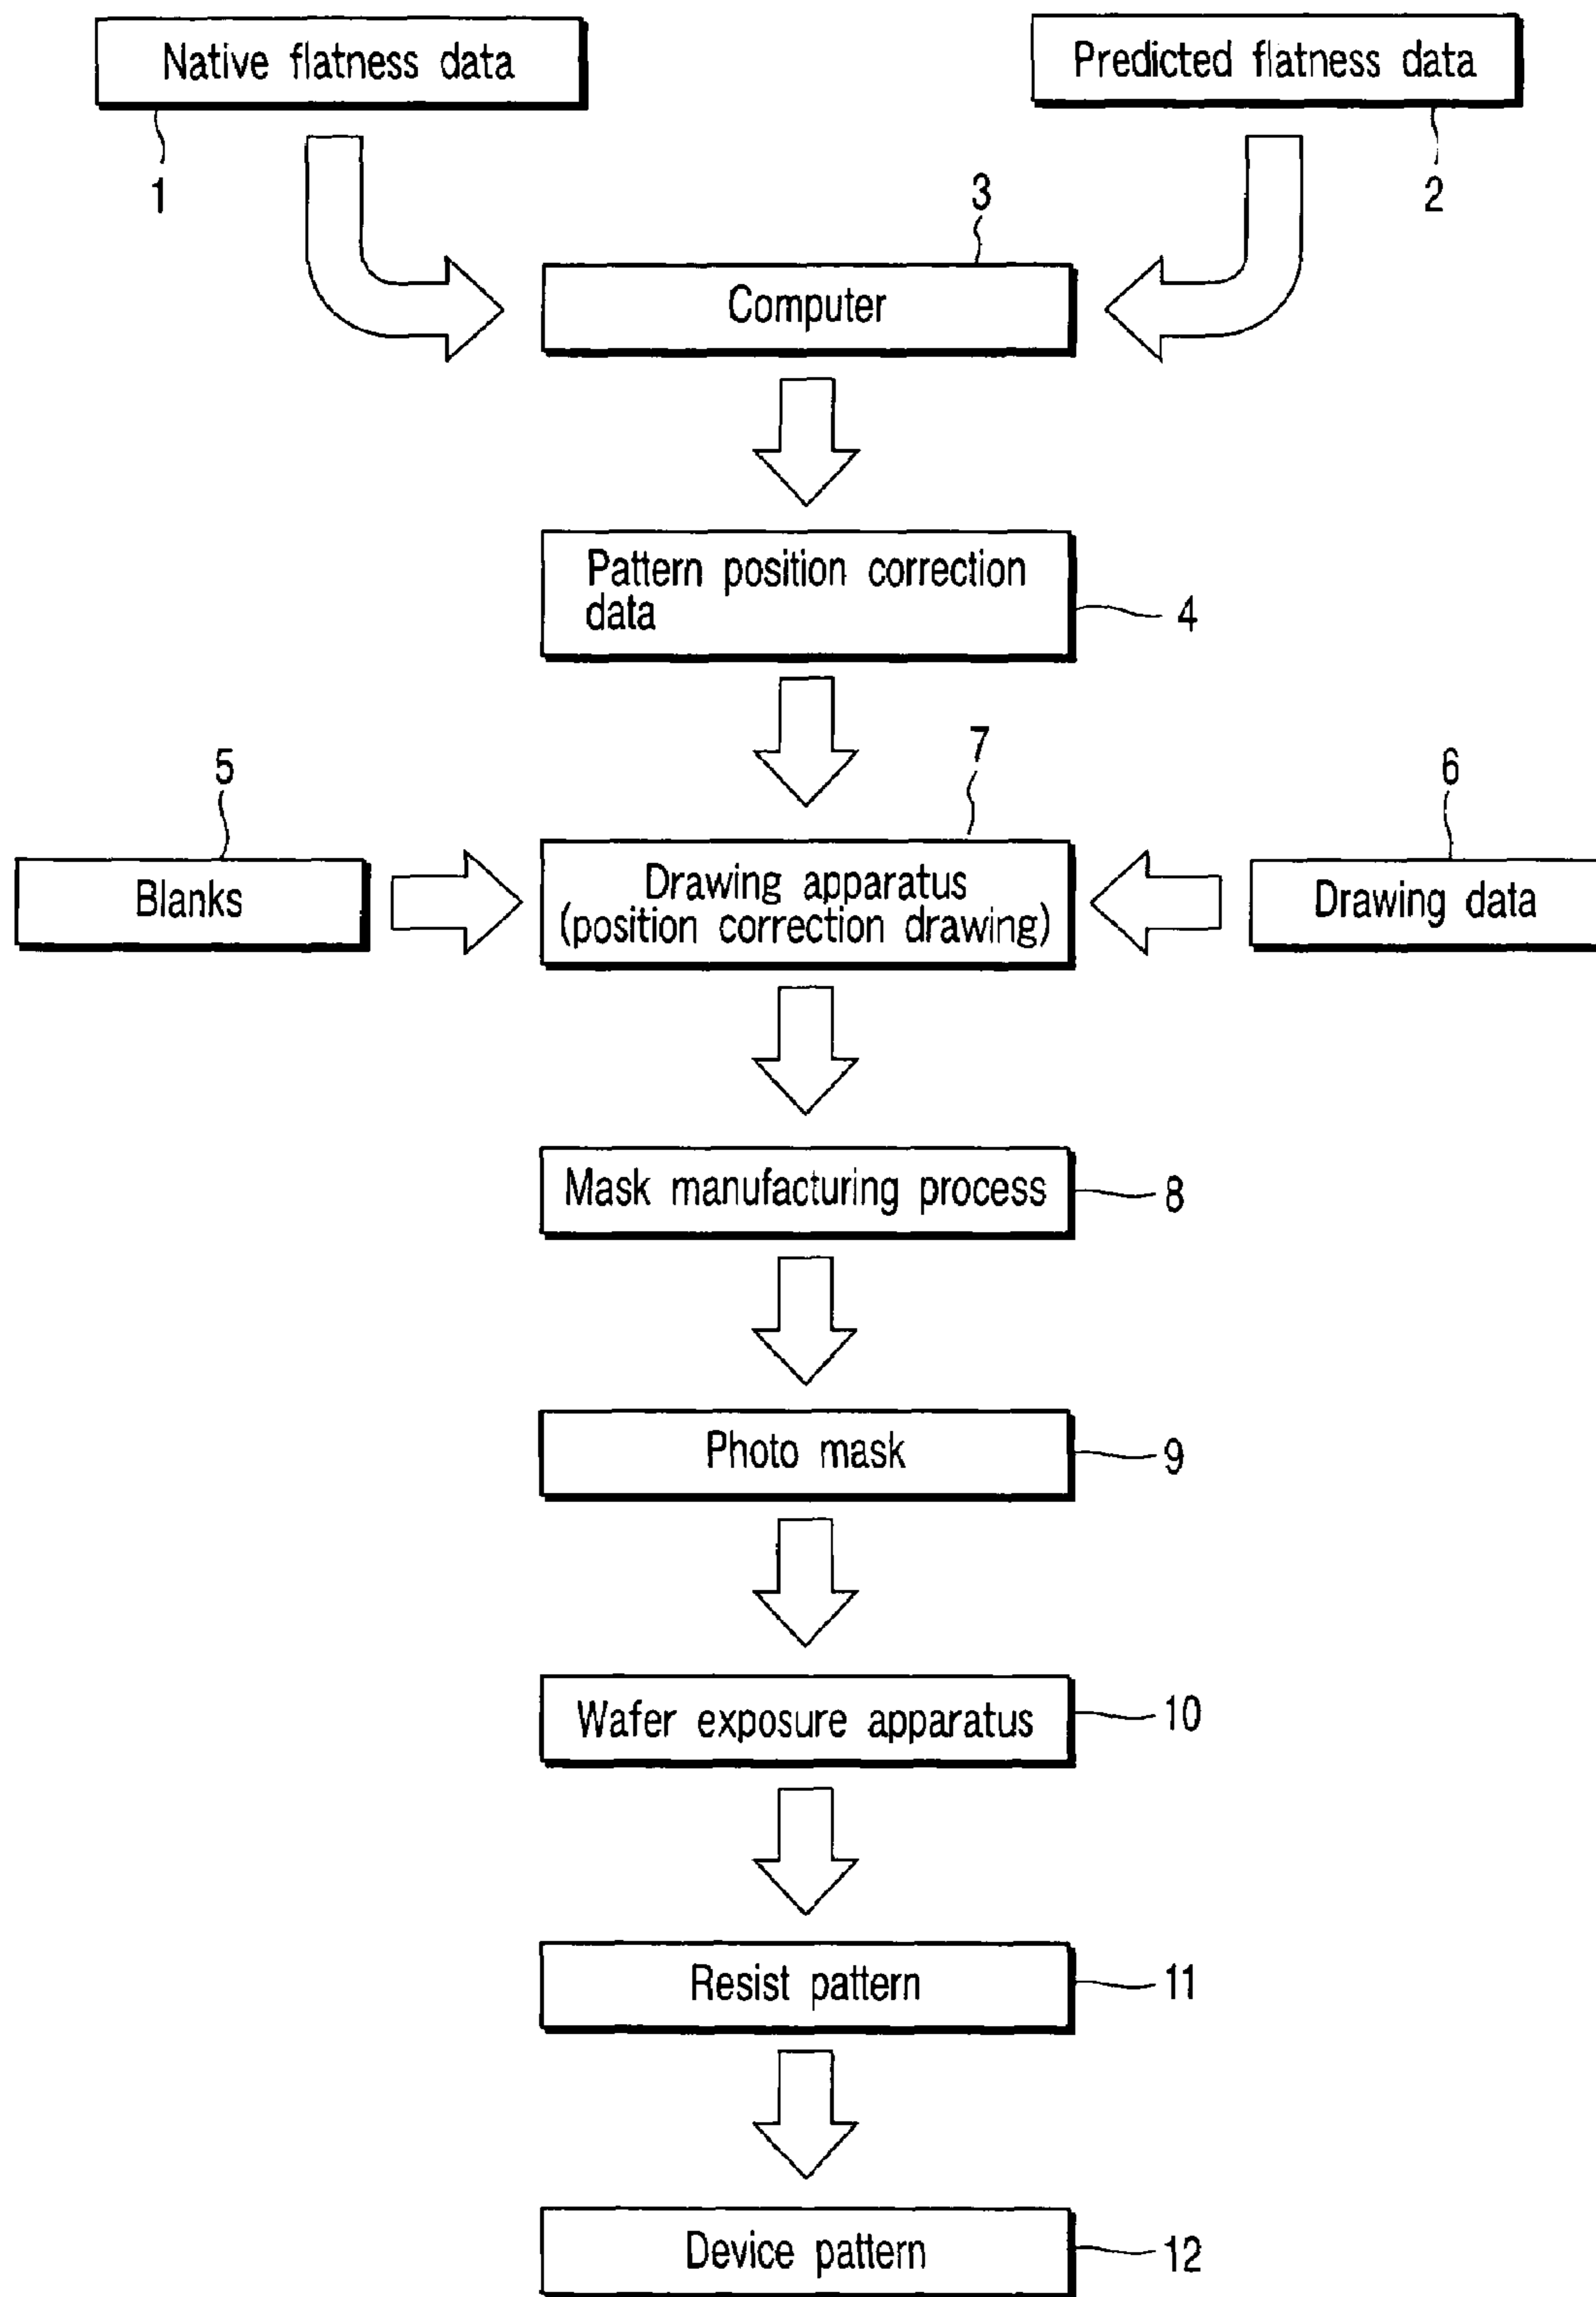 Native flatness data
Predicted flatness data
1
2
3
Computer
Pattern position correction
data
4
5
7
6
Blanks
Drawing apparatus
(position correction drawing)
Drawing data
Mask manufacturing process
8
Photo mask
9
Wafer exposure apparatus
10
Resist pattern
11
Device pattern
12